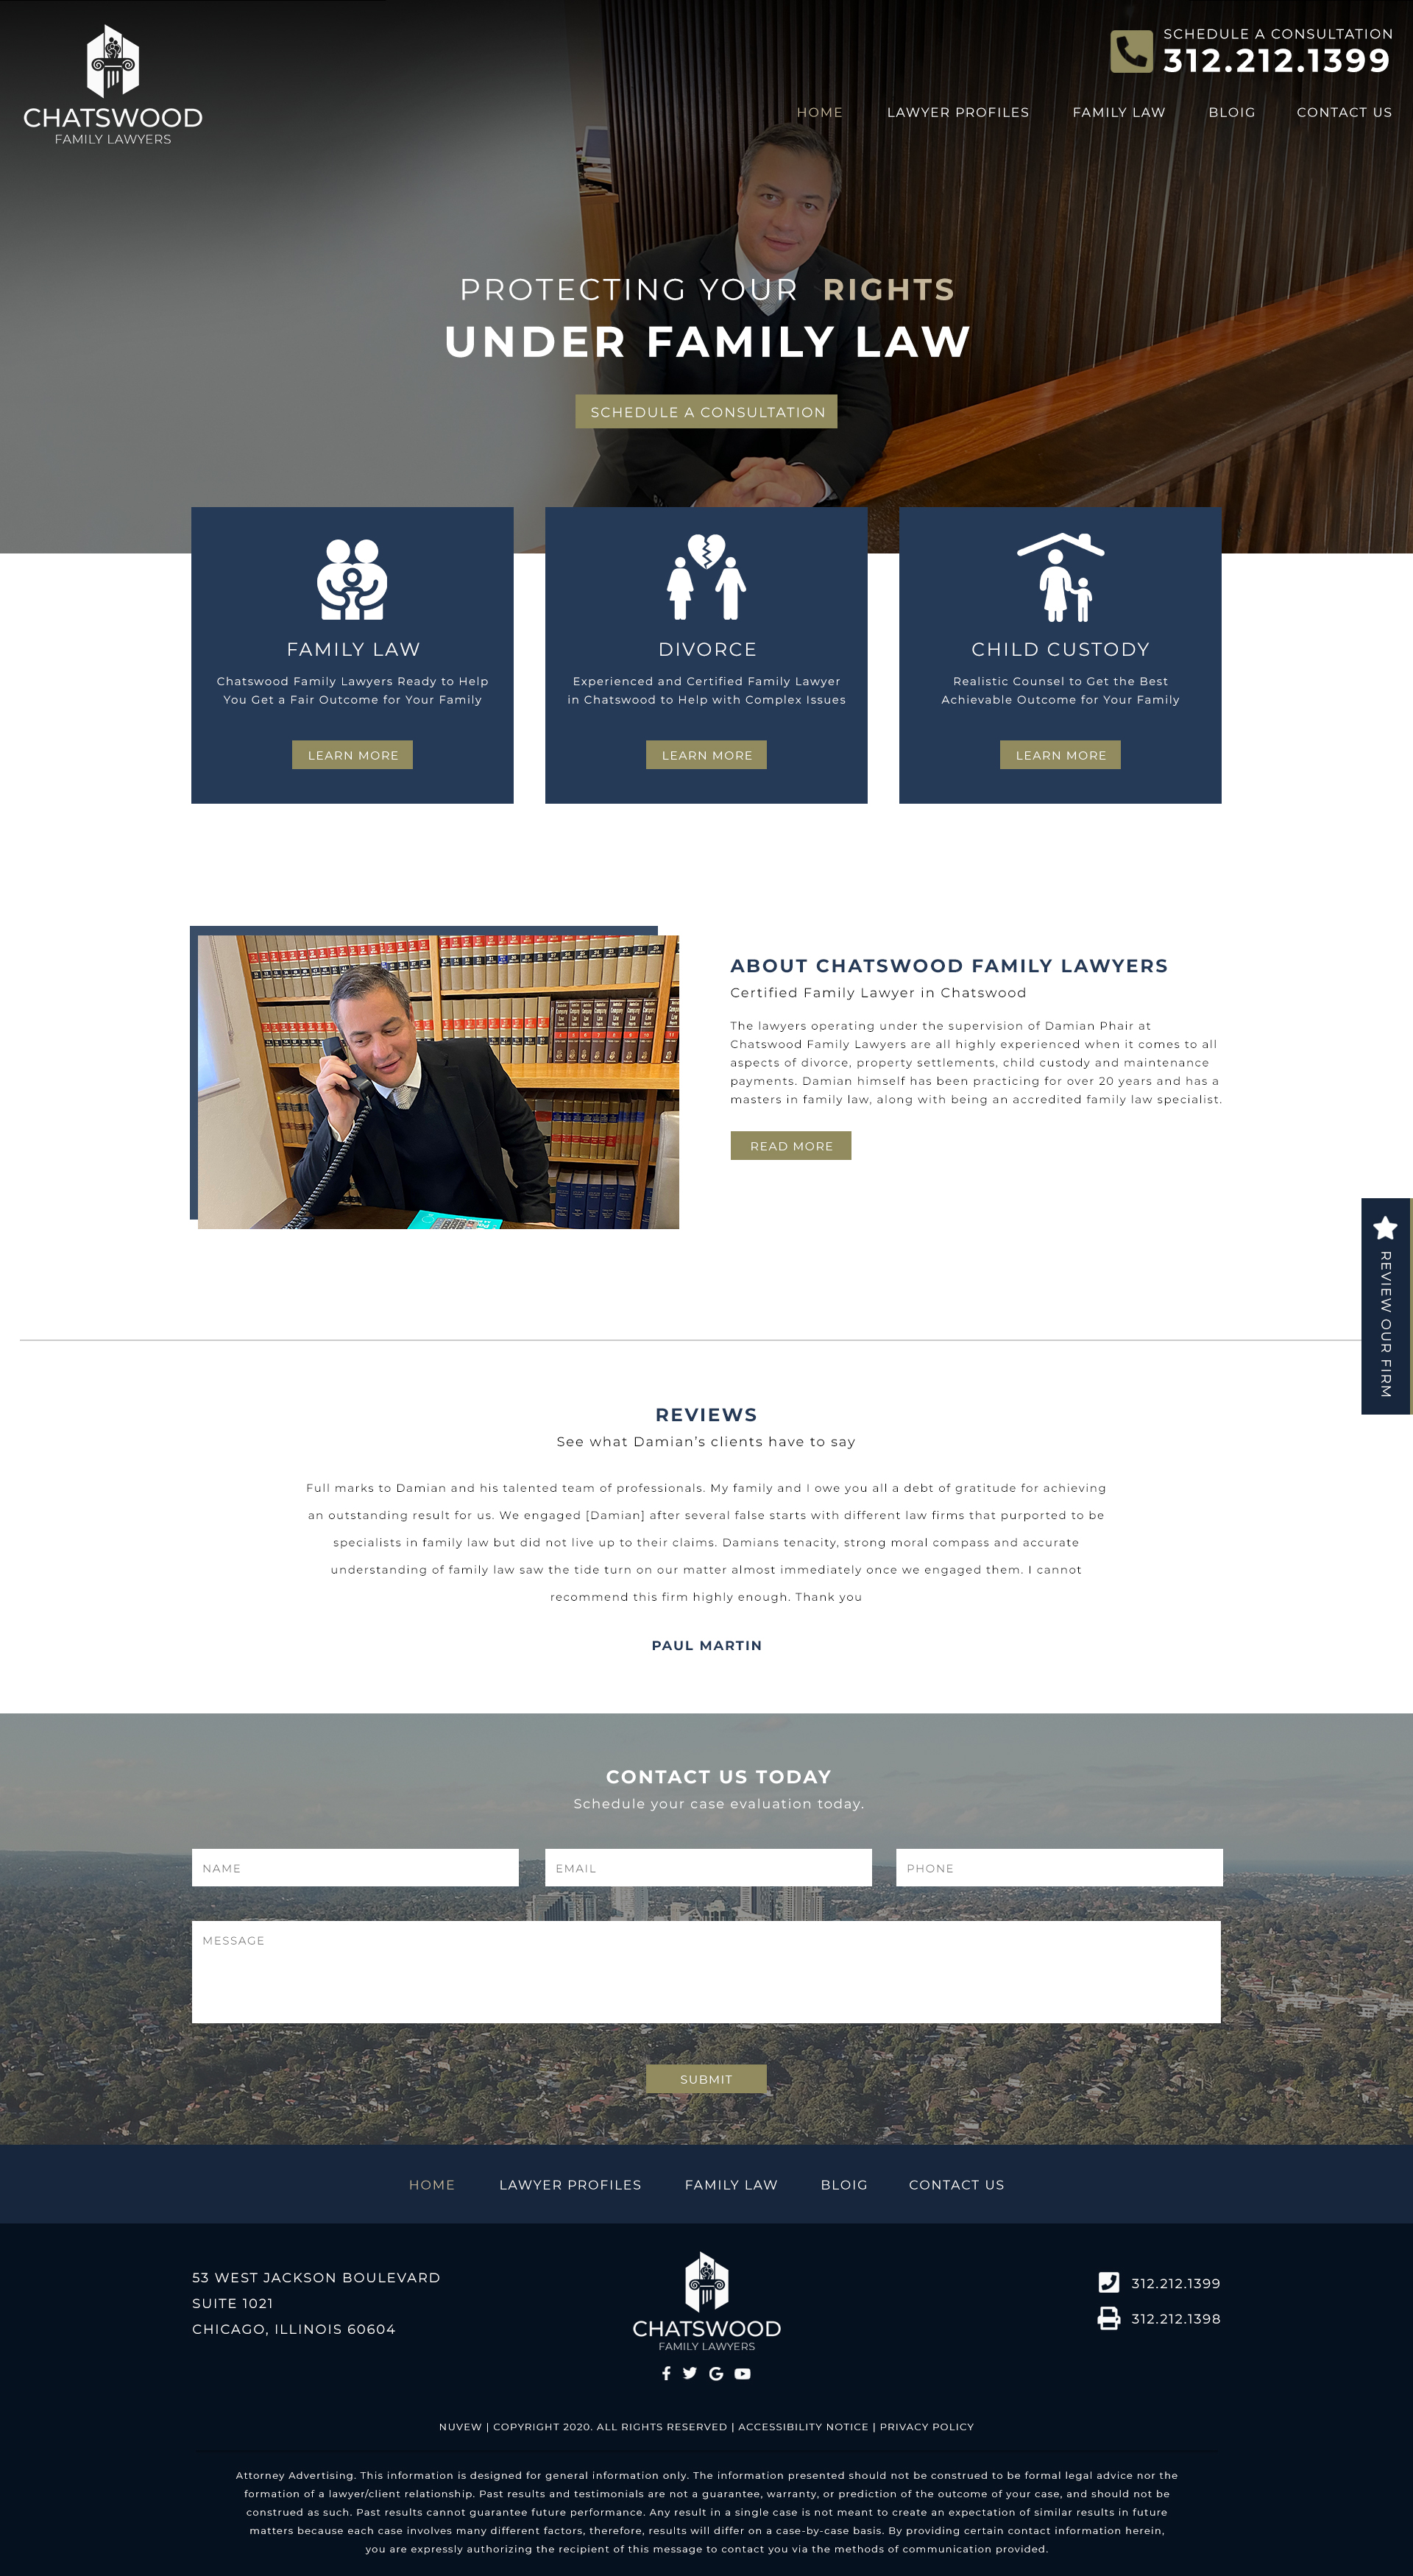 SCHEDULE A CONSULTATION
312.212.1399
CHATSWOOD
FAMILY LAWYERS
HOME LAWYER PROFILES FAMILY LAW BLOIG CONTACT US
PROTECTING YOUR RIGHTS
UNDER FAMILY LAW
SCHEDULE A CONSULTATION
FAMILY LAW
Chatswood Family Lawyers Ready to Help
You Get a Fair Outcome for Your Family
LEARN MORE
DIVORCE
Experienced and Certified Family Lawyer
in Chatswood to Help with Complex Issues
LEARN MORE
CHILD CUSTODY
Realistic Counsel to Get the Best
Achievable Outcome for Your Family
LEARN MORE
ABOUT CHATSWOOD FAMILY LAWYERS
Certified Family Lawyer in Chatswood
The lawyers operating under the supervision of Damian Phair at
Chatswood Family Lawyers are all highly experienced when it comes to all
aspects of divorce, property settlements, child custody and maintenance
payments. Damian himself has been practicing for over 20 years and has a
masters in family law, along with being an accredited family law specialist.
READ MORE
REVIEW OUR FIRM
REVIEWS
See what Damian’s clients have to say
Full marks to Damian and his talented team of professionals. My family and I owe you all a debt of gratitude for achieving
an outstanding result for us. We engaged [Damian] after several false starts with different law firms that purported to be
specialists in family law but did not live up to their claims. Damians tenacity, strong moral compass and accurate
understanding of family law saw the tide turn on our matter almost immediately once we engaged them. I cannot
recommend this firm highly enough. Thank you
PAUL MARTIN
CONTACT US TODAY
Schedule your case evaluation today.
NAME EMAIL PHONE
MESSAGE
SUBMIT
HOME LAWYER PROFILES FAMILY LAW BLOIG CONTACT US
53 WEST JACKSON BOULEVARD
SUITE 1021
CHICAGO, ILLINOIS 60604
CHATSWOOD
FAMILY LAWYERS
312.212.1399
312.212.1398
NUVEW | COPYRIGHT 2020. ALL RIGHTS RESERVED | ACCESSIBILITY NOTICE | PRIVACY POLICY
Attorney Advertising. This information is designed for general information only. The information presented should not be construed to be formal legal advice nor the
formation of a lawyer/client relationship. Past results and testimonials are not a guarantee, warranty, or prediction of the outcome of your case, and should not be
construed as such. Past results cannot guarantee future performance. Any result in a single case is not meant to create an expectation of similar results in future
matters because each case involves many different factors, therefore, results will differ on a case-by-case basis. By providing certain contact information herein,
you are expressly authorizing the recipient of this message to contact you via the methods of communication provided.